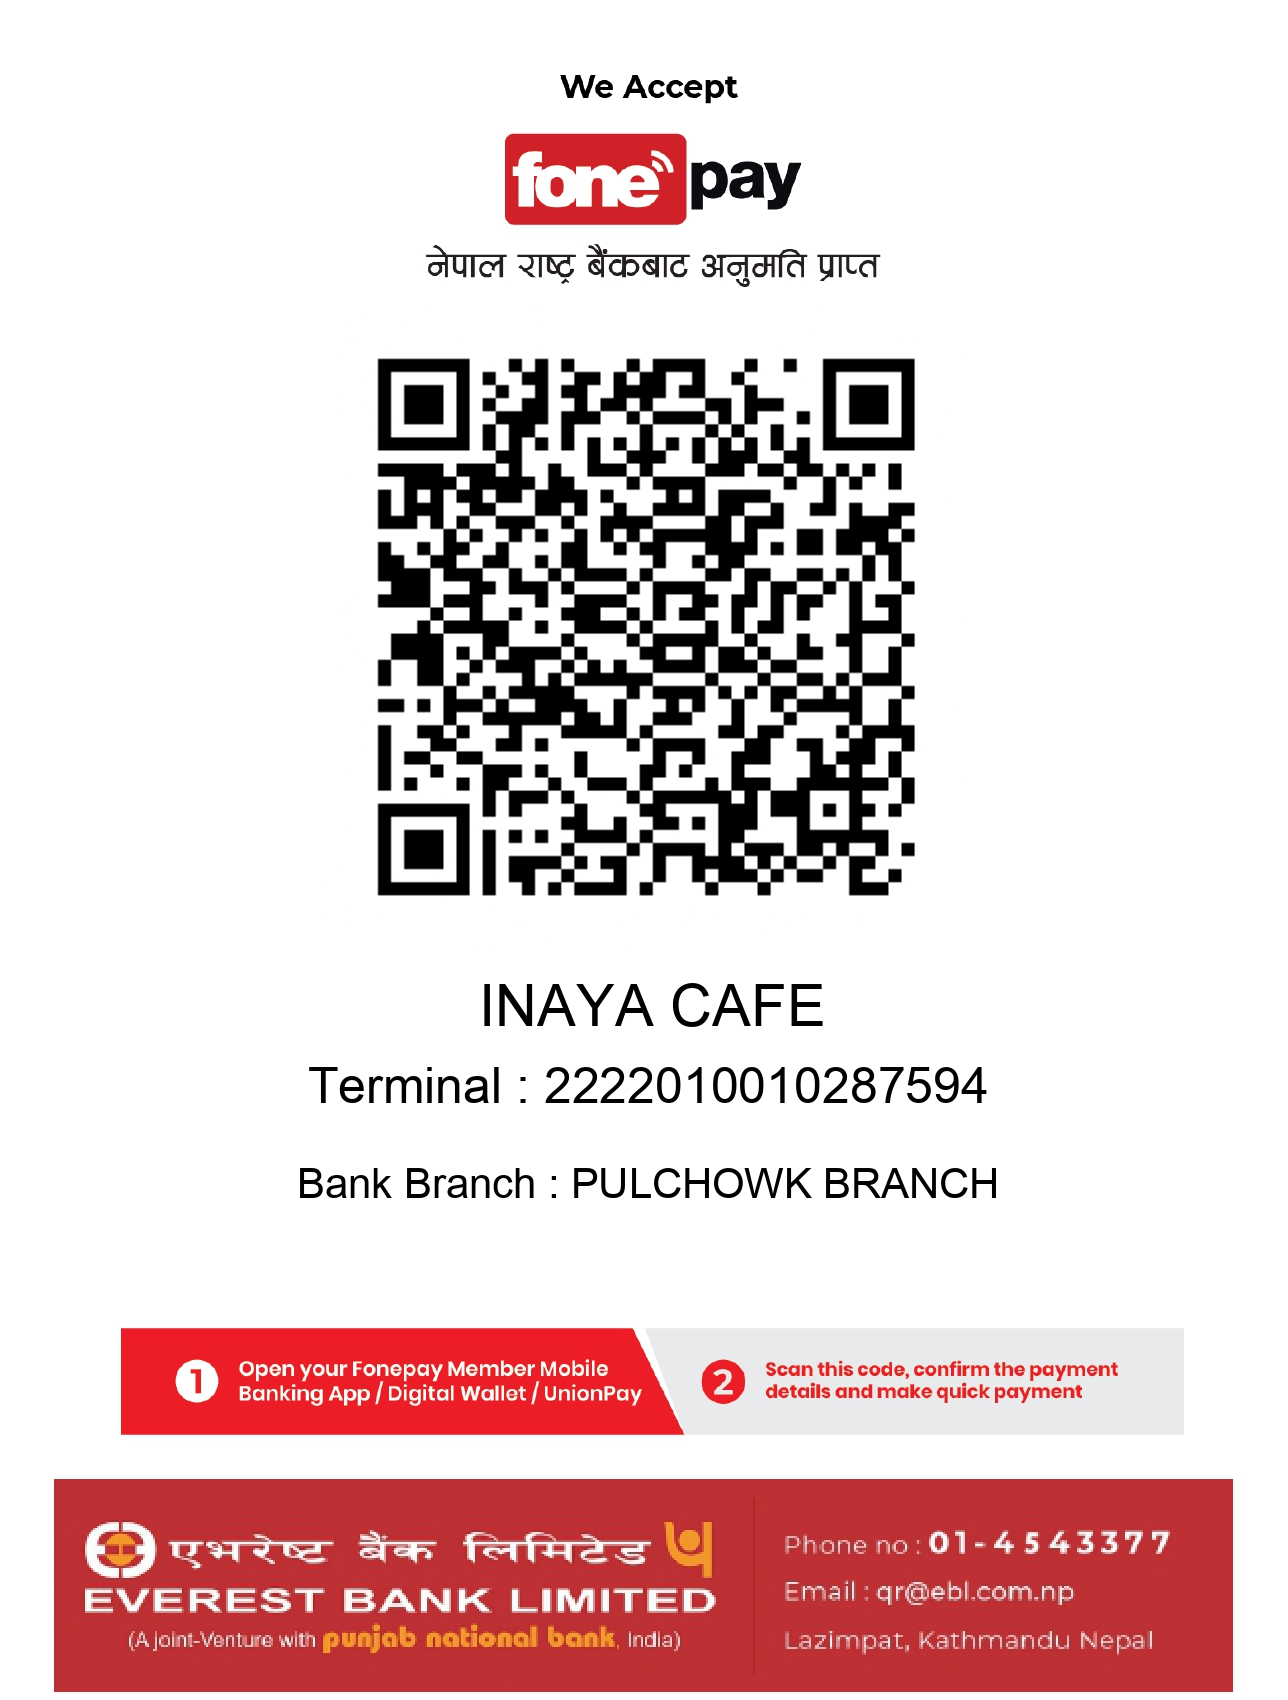 We Accept
fonepay
नेपाल राष्ट्र बैंकबाट अनुमति प्राप्त
INAYA CAFE
Terminal : 2222010010287594
Bank Branch : PULCHOWK BRANCH
1 Open your Fonepay Member Mobile
Banking App / Digital Wallet / UnionPay
2 Scan this code, confirm the payment
details and make quick payment
एभरेष्ट बैंक लिमिटेड
EVEREST BANK LIMITED
(A joint-Venture with punjab national bank, India)
Phone no : 01-4543377
Email : qr@ebl.com.np
Lazimpat, Kathmandu Nepal